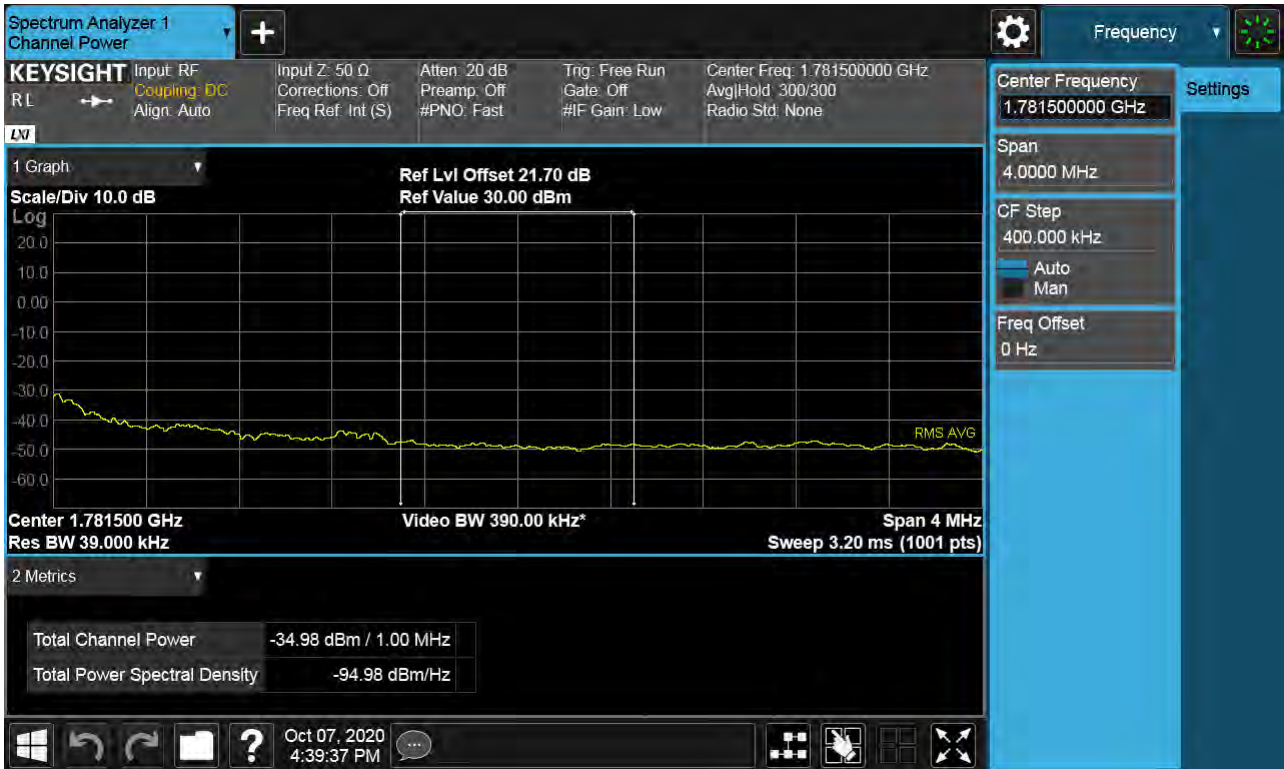 Spectrum Analyzer 1
Channel Power
Frequency
KEYSIGHT
RL
LXI
Input: RF
Coupling: DC
Align: Auto
Input Z: 50 Ω
Corrections: Off
Freq Ref: Int (S)
Atten: 20 dB
Preamp: Off
#PNO: Fast
Trig: Free Run
Gate: Off
#IF Gain: Low
Center Freq: 1.781500000 GHz
Avg|Hold: 300/300
Radio Std: None
Center Frequency
1.781500000 GHz
Settings
Span
4.0000 MHz
CF Step
400.000 kHz
Auto
Man
Freq Offset
0 Hz
1 Graph
Scale/Div 10.0 dB
Ref Lvl Offset 21.70 dB
Ref Value 30.00 dBm
Log
20.0
10.0
0.00
-10.0
-20.0
-30.0
-40.0
-50.0
-60.0
RMS AVG
Center 1.781500 GHz
Res BW 39.000 kHz
Video BW 390.00 kHz*
Span 4 MHz
Sweep 3.20 ms (1001 pts)
2 Metrics
Total Channel Power -34.98 dBm / 1.00 MHz
Total Power Spectral Density -94.98 dBm/Hz
Oct 07, 2020
4:39:37 PM